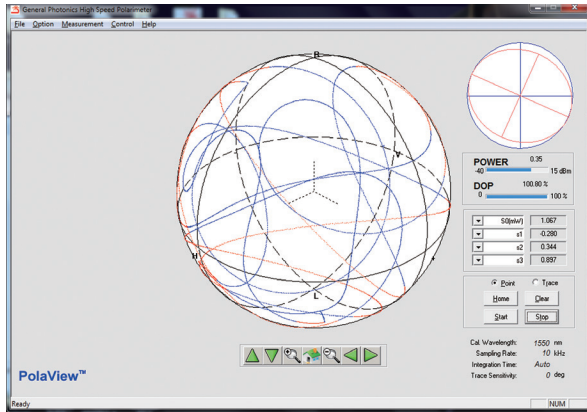 General Photonics High Speed Polarimeter
File Option Measurement Control Help
R
V
H
L
POWER 0.35
-40 15 dBm
DOP 100.80 %
0 100 %
S0[mW] 1.067
s1 -0.280
s2 0.344
s3 0.897
Point Trace
Home Clear
Start Stop
Cal. Wavelength: 1550 nm
Sampling Rate: 10 kHz
Integration Time: Auto
Trace Sensitivity: 0 deg
PolaView™
Ready NUM